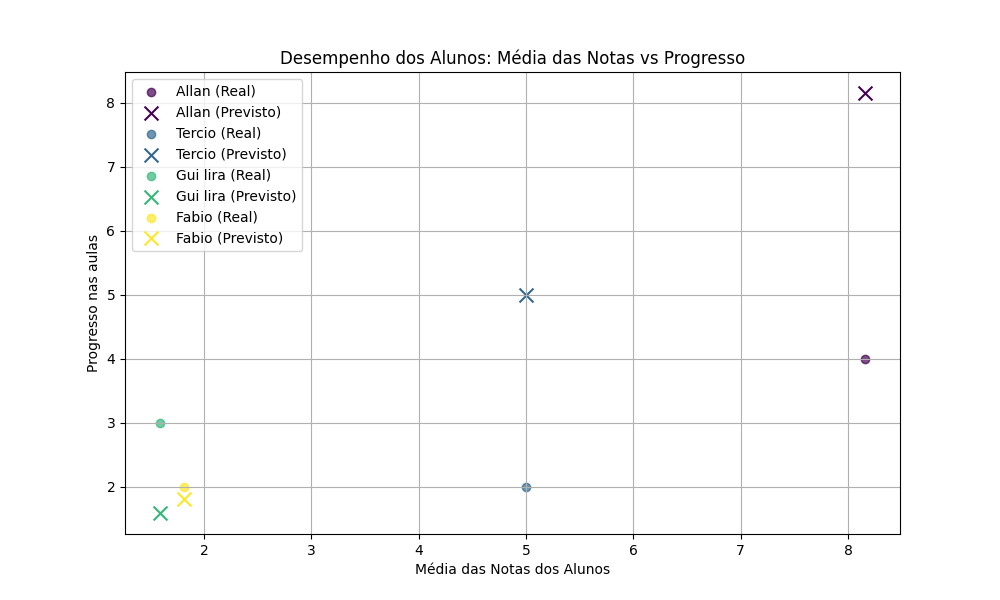 Desempenho dos Alunos: Média das Notas vs Progresso
Allan (Real)
Allan (Previsto)
Tercio (Real)
Tercio (Previsto)
Gui lira (Real)
Gui lira (Previsto)
Fabio (Real)
Fabio (Previsto)
Progresso nas aulas
8
7
6
5
4
3
2
2
3
4
5
6
7
8
Média das Notas dos Alunos